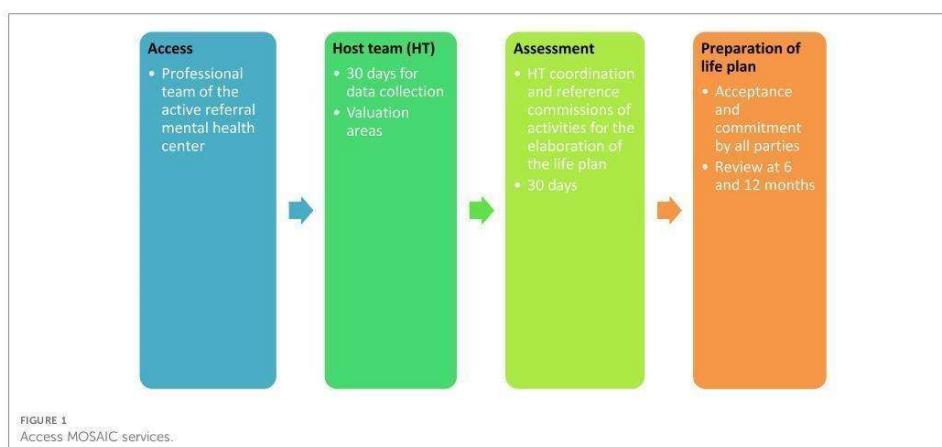 Access
• Professional
team of the
active referral
mental health
center
Host team (HT)
• 30 days for
data collection
• Valuation
areas
Assessment
• HT coordination
and reference
commissions of
activities for the
elaboration of
the life plan
• 30 days
Preparation of
life plan
• Acceptance
and
commitment
by all parties
• Review at 6
and 12 months
FIGURE 1
Access MOSAIC services.